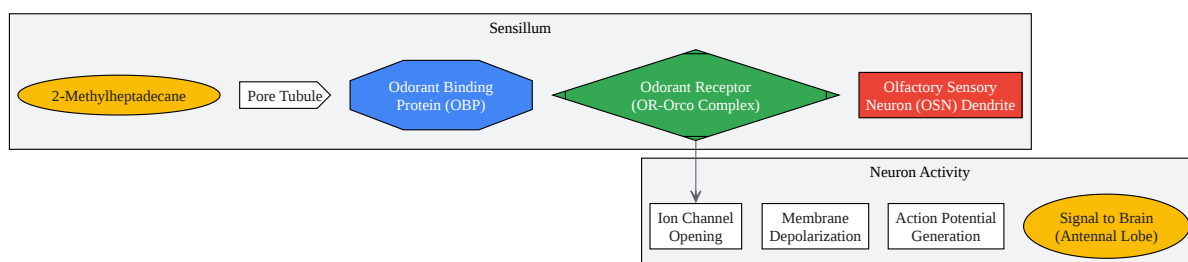 Sensillum
2-Methylheptadecane
Pore Tubule
Odorant Binding
Protein (OBP)
Odorant Receptor
(OR-Orco Complex)
Olfactory Sensory
Neuron (OSN) Dendrite
Neuron Activity
Ion Channel
Opening
Membrane
Depolarization
Action Potential
Generation
Signal to Brain
(Antennal Lobe)